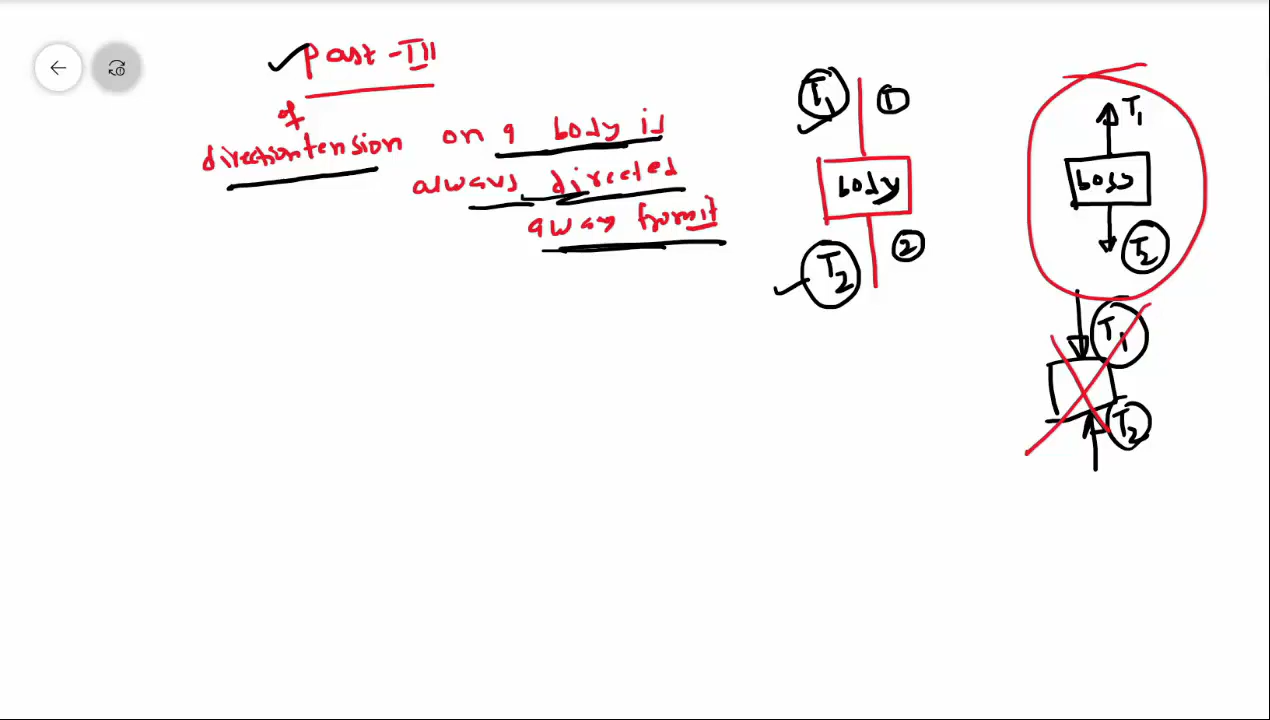 Part-III
of
direction tension on a body is
always directed
away from it
T1
1
body
T2
2
T1
body
T2
T1
T2